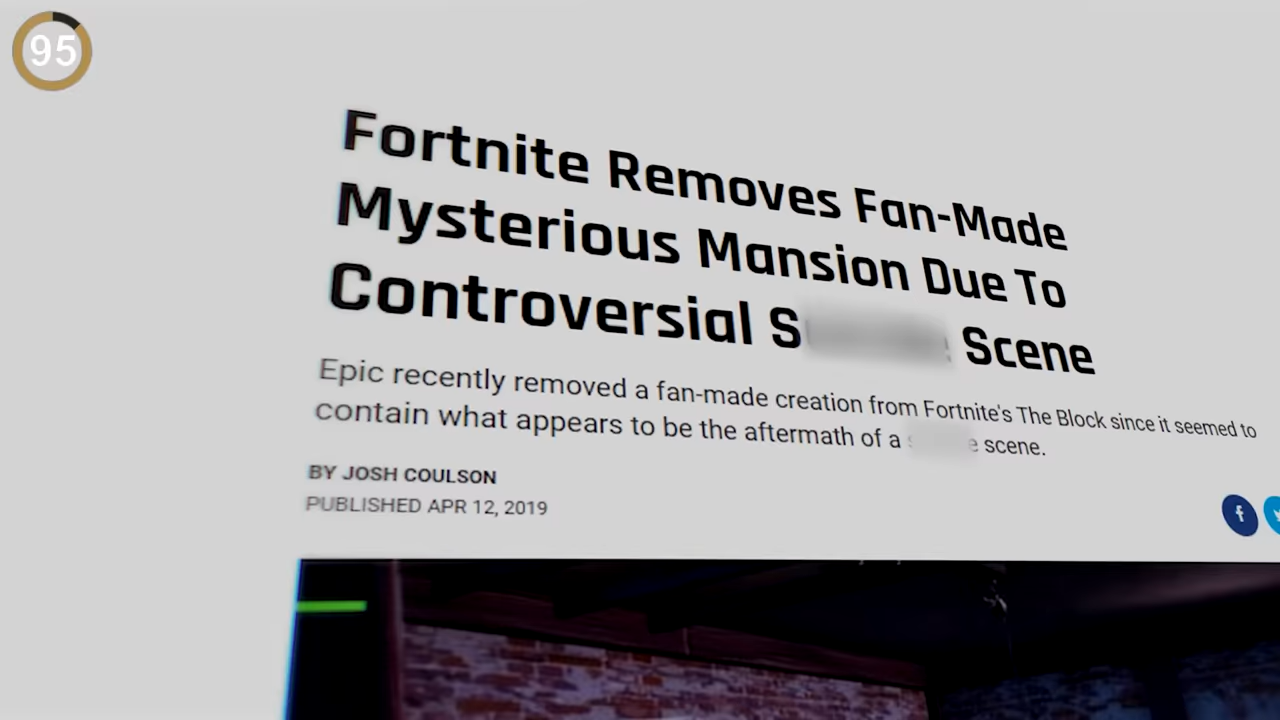 95
Fortnite Removes Fan-Made
Mysterious Mansion Due To
Controversial S Scene
Epic recently removed a fan-made creation from Fortnite's The Block since it seemed to
contain what appears to be the aftermath of a scene.
BY JOSH COULSON
PUBLISHED APR 12, 2019
f